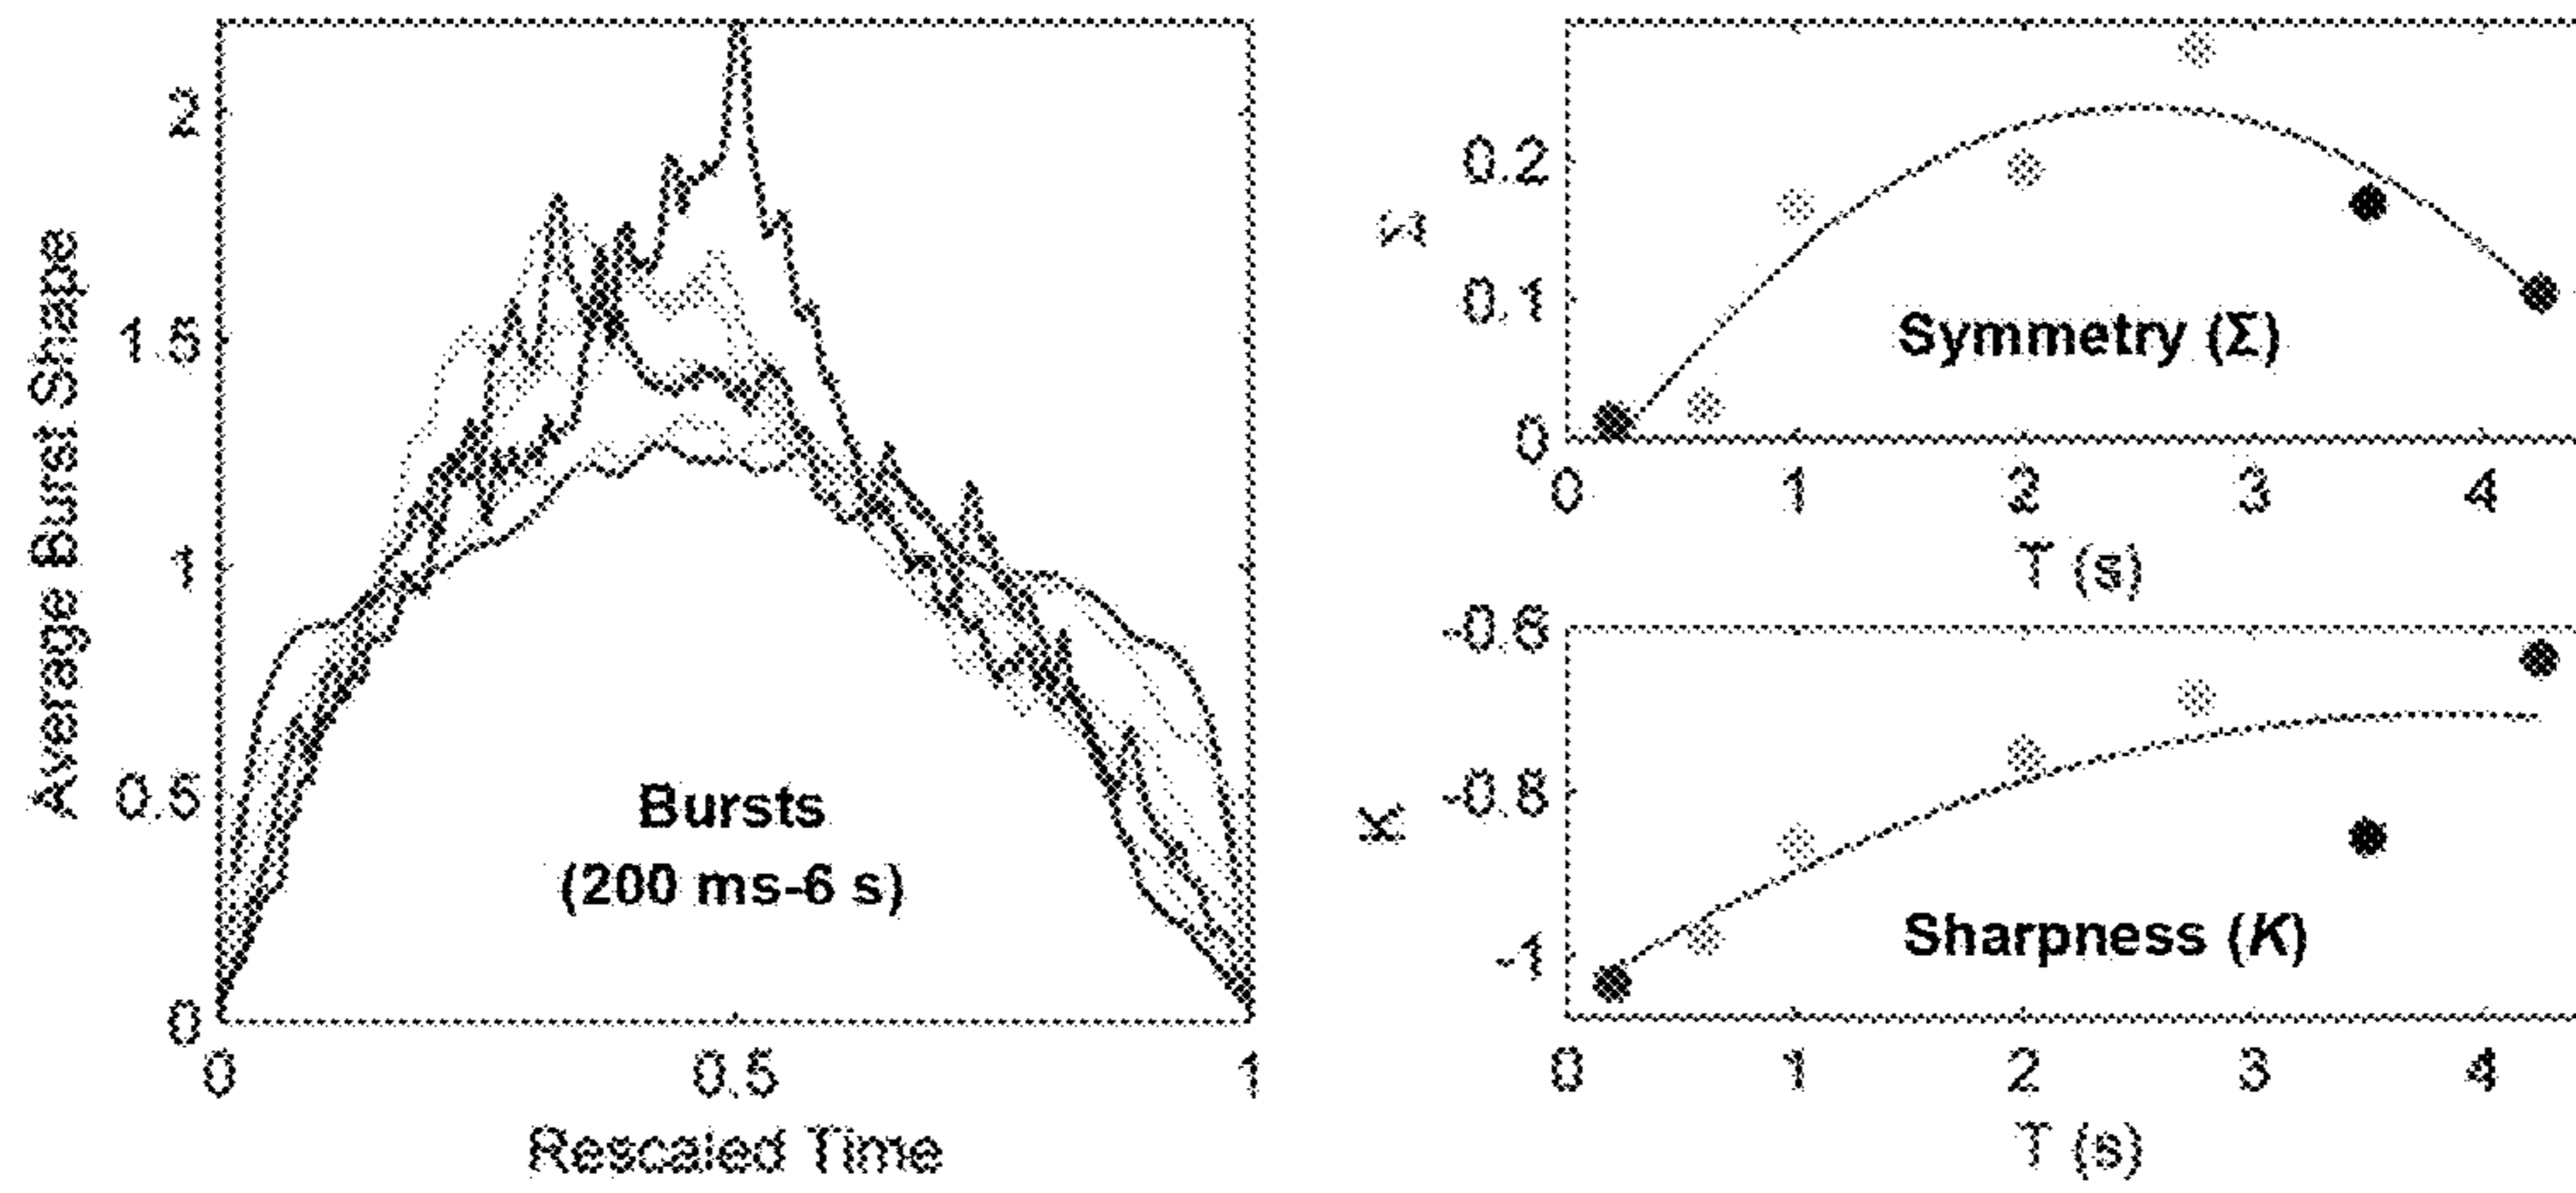 Average Burst Shape
2
1.5
1
0.5
0
Bursts
(200 ms-6 s)
0 0.5 1
Rescaled Time
Σ
0.2
0.1
0
Symmetry (Σ)
0 1 2 3 4
T (s)
K
-0.6
-0.8
-1
Sharpness (K)
0 1 2 3 4
T (s)